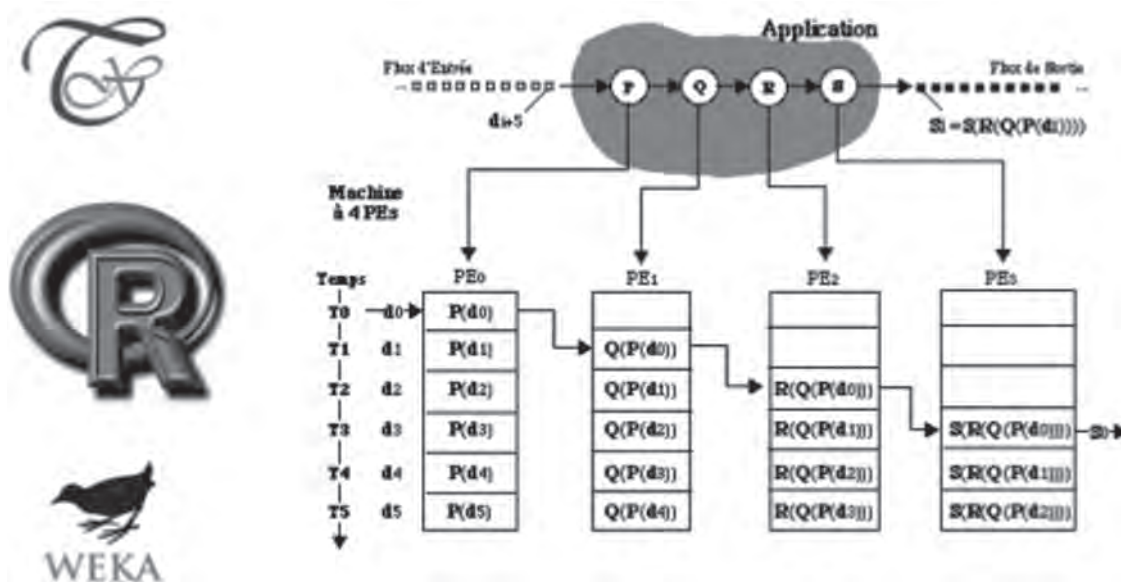 TX
R
WEKA
Application
Flux d'Entrée
Flux de Sortie
... ...
P Q R S
di+5
Si = S(R(Q(P(di))))
Machine
à 4 PEs
Temps PE0 PE1 PE2 PE3
T0 d0 P(d0)
T1 d1 P(d1) Q(P(d0))
T2 d2 P(d2) Q(P(d1)) R(Q(P(d0)))
T3 d3 P(d3) Q(P(d2)) R(Q(P(d1))) S(R(Q(P(d0))))
T4 d4 P(d4) Q(P(d3)) R(Q(P(d2))) S(R(Q(P(d1))))
T5 d5 P(d5) Q(P(d4)) R(Q(P(d3))) S(R(Q(P(d2))))